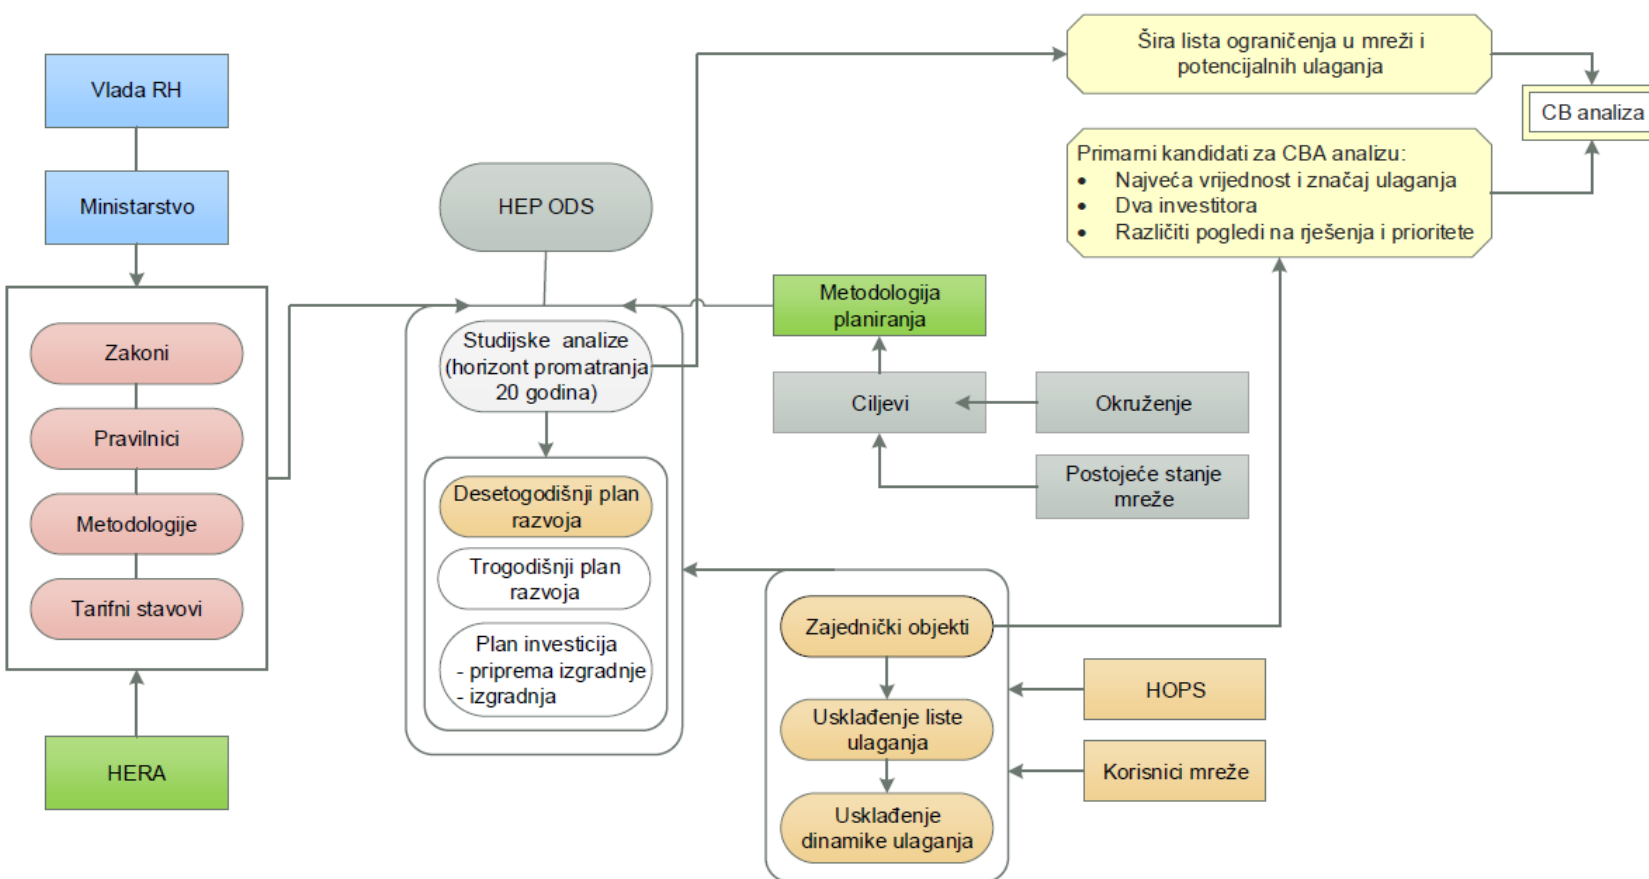 Vlada RH
Ministarstvo
Zakoni
Pravilnici
Metodologije
Tarifni stavovi
HERA
HEP ODS
Studijske analize
(horizont promatranja
20 godina)
Desetogodišnji plan
razvoja
Trogodišnji plan
razvoja
Plan investicija
- priprema izgradnje
- izgradnja
Metodologija
planiranja
Ciljevi
Okruženje
Postojeće stanje
mreže
Zajednički objekti
Usklađenje liste
ulaganja
Usklađenje
dinamike ulaganja
HOPS
Korisnici mreže
Šira lista ograničenja u mreži i
potencijalnih ulaganja
Primarni kandidati za CBA analizu:
• Najveća vrijednost i značaj ulaganja
• Dva investitora
• Različiti pogledi na rješenja i prioritete
CB analiza